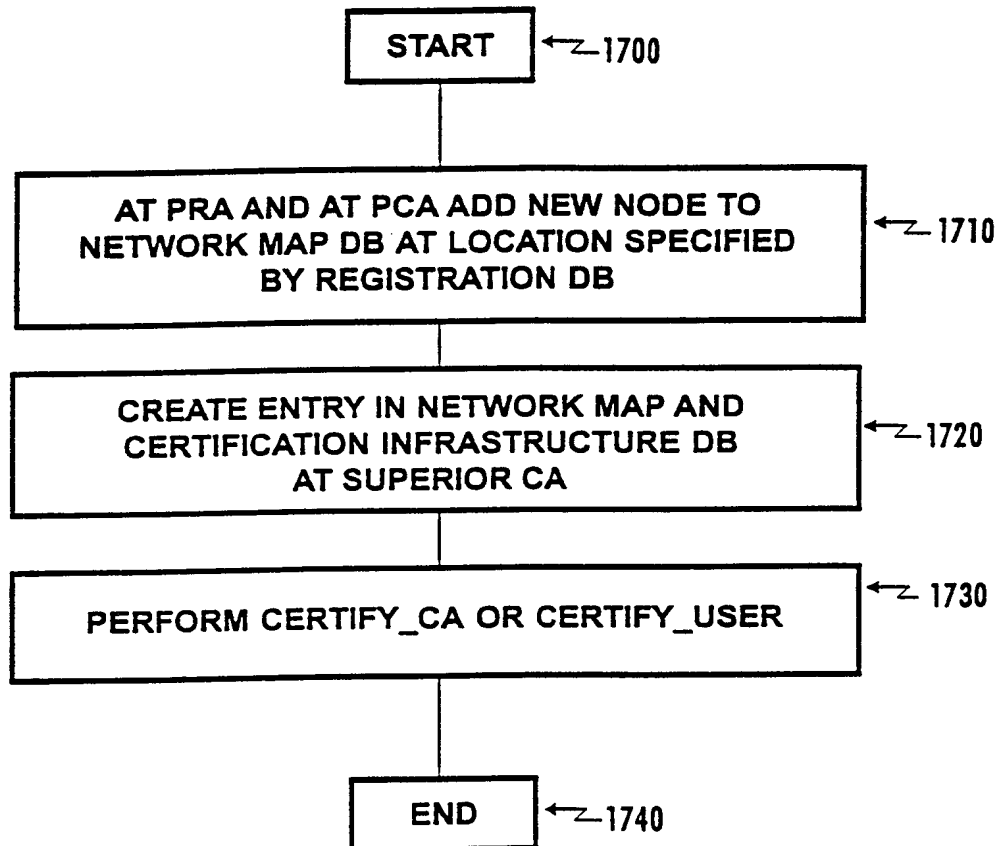 START
1700
AT PRA AND AT PCA ADD NEW NODE TO
NETWORK MAP DB AT LOCATION SPECIFIED
BY REGISTRATION DB
1710
CREATE ENTRY IN NETWORK MAP AND
CERTIFICATION INFRASTRUCTURE DB
AT SUPERIOR CA
1720
PERFORM CERTIFY_CA OR CERTIFY_USER
1730
END
1740